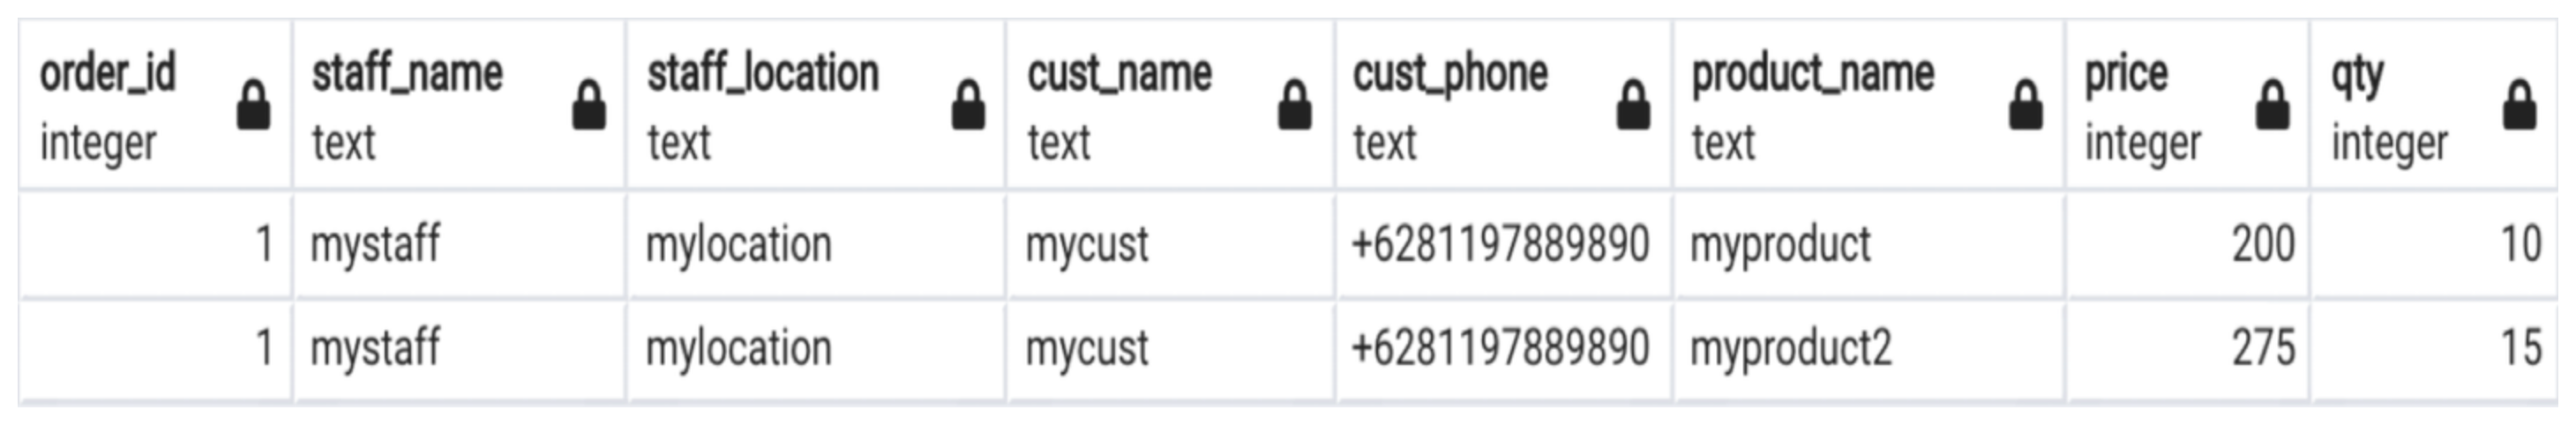 order_id staff_name staff_location cust_name cust_phone product_name price qty
integer text text text text text integer integer
1 mystaff mylocation mycust +6281197889890 myproduct 200 10
1 mystaff mylocation mycust +6281197889890 myproduct2 275 15